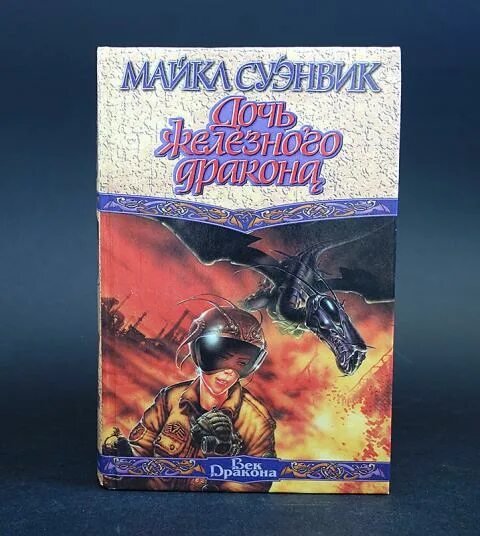 МАЙКЛ СУЭНВИК
Дочь
железного
дракона
Век
Дракона